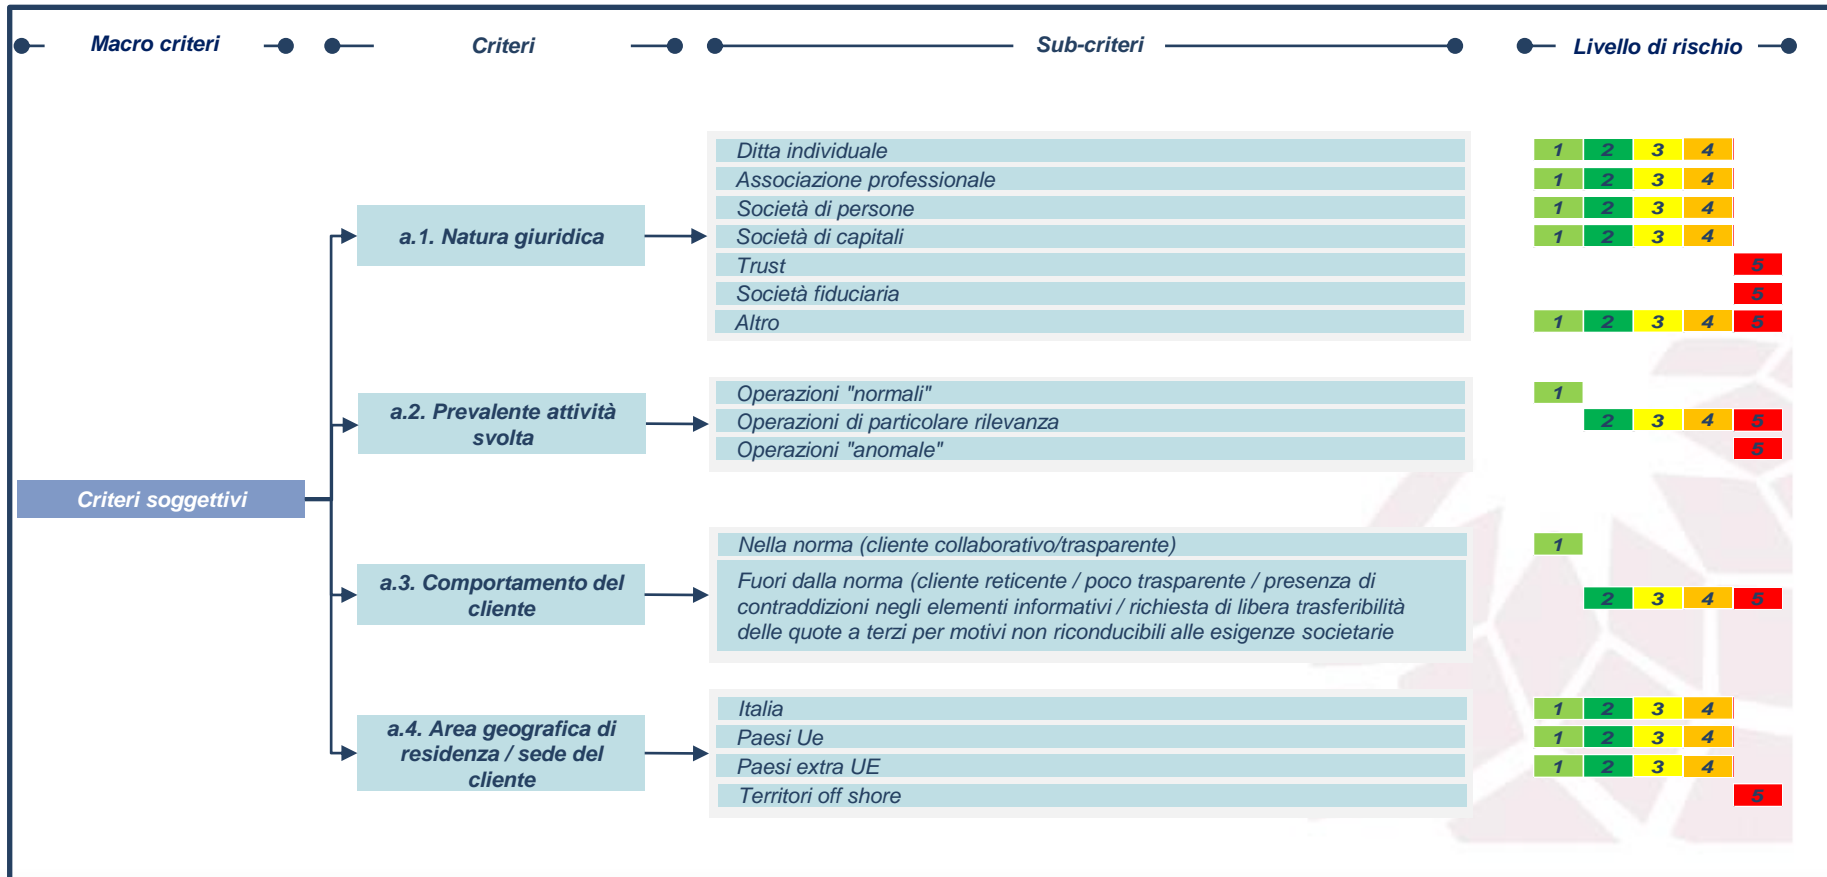 Macro criteri
Criteri
Sub-criteri
Livello di rischio
Criteri soggettivi
a.1. Natura giuridica
Ditta individuale 1 2 3 4
Associazione professionale 1 2 3 4
Società di persone 1 2 3 4
Società di capitali 1 2 3 4
Trust 5
Società fiduciaria 5
Altro 1 2 3 4 5
a.2. Prevalente attività
svolta
Operazioni "normali" 1
Operazioni di particolare rilevanza 2 3 4 5
Operazioni "anomale" 5
a.3. Comportamento del
cliente
Nella norma (cliente collaborativo/trasparente) 1
Fuori dalla norma (cliente reticente / poco trasparente / presenza di
contraddizioni negli elementi informativi / richiesta di libera trasferibilità
delle quote a terzi per motivi non riconducibili alle esigenze societarie
2 3 4 5
a.4. Area geografica di
residenza / sede del
cliente
Italia 1 2 3 4
Paesi Ue 1 2 3 4
Paesi extra UE 1 2 3 4
Territori off shore 5